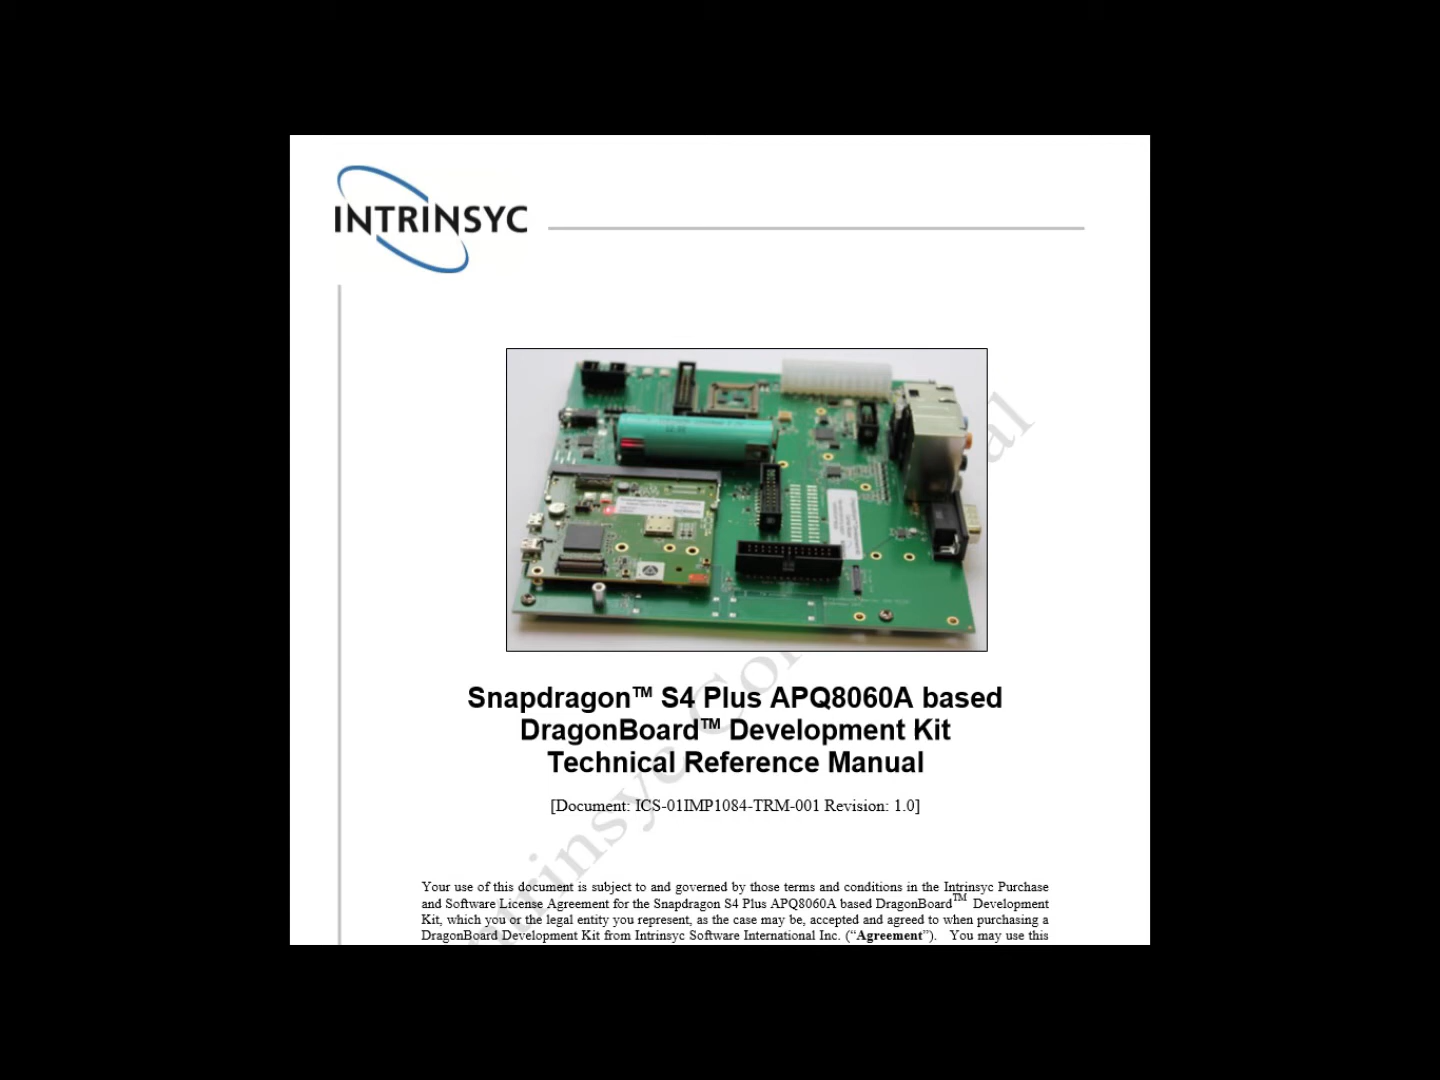 INTRINSYC
Snapdragon™ S4 Plus APQ8060A based
DragonBoard™ Development Kit
Technical Reference Manual
[Document: ICS-01IMP1084-TRM-001 Revision: 1.0]
Your use of this document is subject to and governed by those terms and conditions in the Intrinsyc Purchase
and Software License Agreement for the Snapdragon S4 Plus APQ8060A based DragonBoard™ Development
Kit, which you or the legal entity you represent, as the case may be, accepted and agreed to when purchasing a
DragonBoard Development Kit from Intrinsyc Software International Inc. (“Agreement”). You may use this